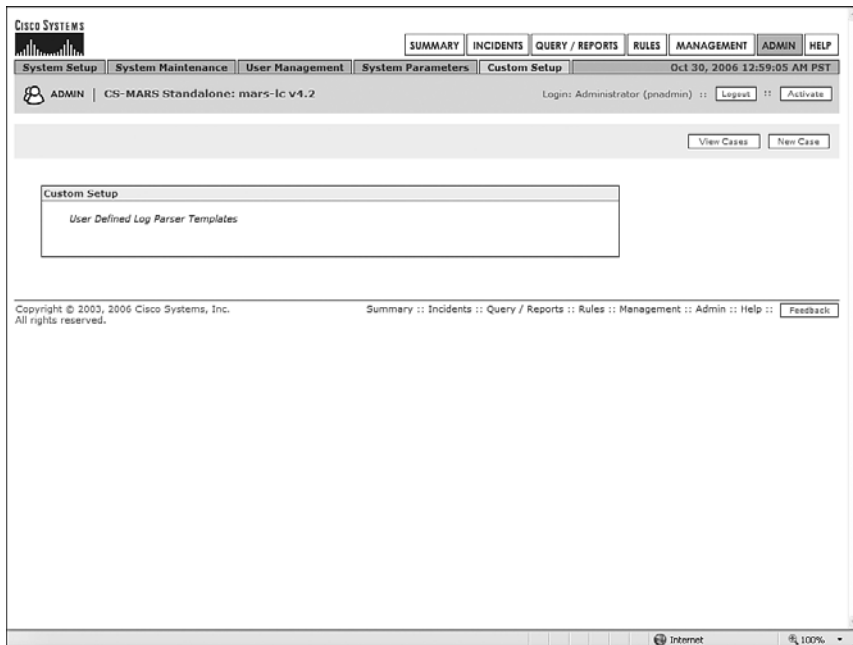 CISCO SYSTEMS
SUMMARY INCIDENTS QUERY / REPORTS RULES MANAGEMENT ADMIN HELP
System Setup System Maintenance User Management System Parameters Custom Setup Oct 30, 2006 12:59:05 AM PST
ADMIN | CS-MARS Standalone: mars-lc v4.2 Login: Administrator (pnadmin) :: Logout :: Activate
View Cases New Case
Custom Setup
User Defined Log Parser Templates
Copyright © 2003, 2006 Cisco Systems, Inc. Summary :: Incidents :: Query / Reports :: Rules :: Management :: Admin :: Help :: Feedback
All rights reserved.
Internet 100%